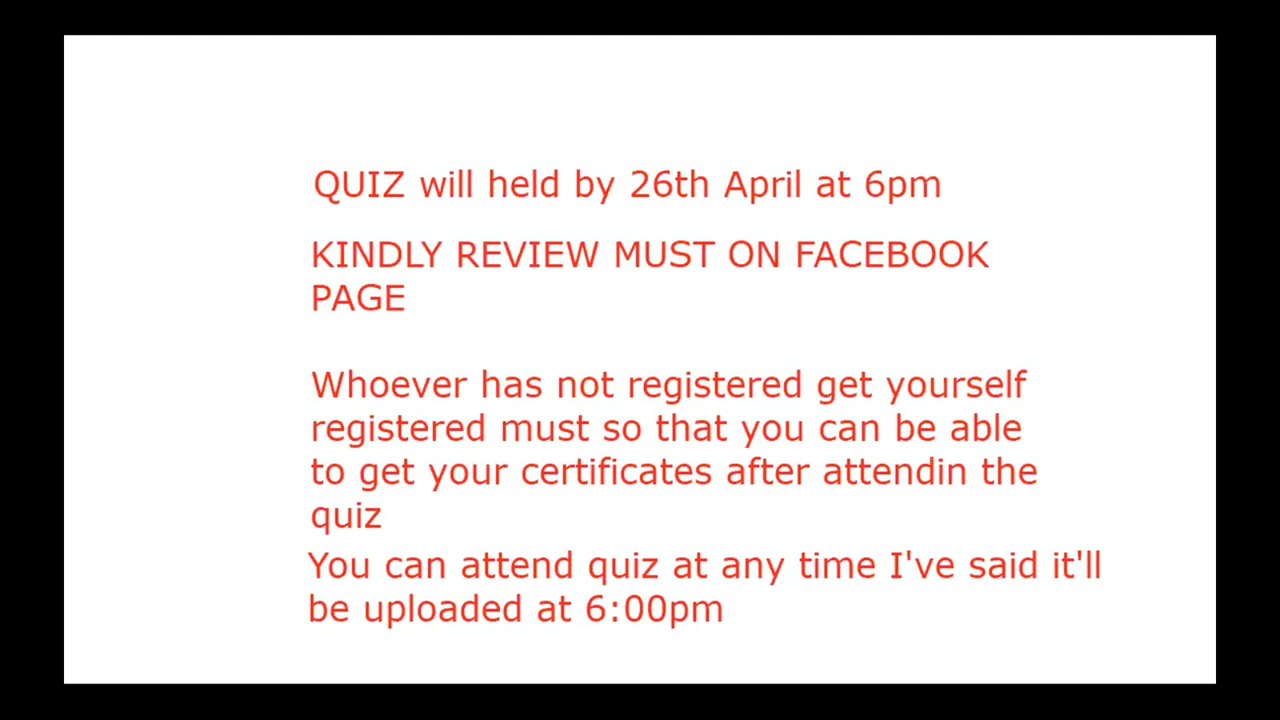 QUIZ will held by 26th April at 6pm
KINDLY REVIEW MUST ON FACEBOOK
PAGE
Whoever has not registered get yourself
registered must so that you can be able
to get your certificates after attendin the
quiz
You can attend quiz at any time I've said it'll
be uploaded at 6:00pm